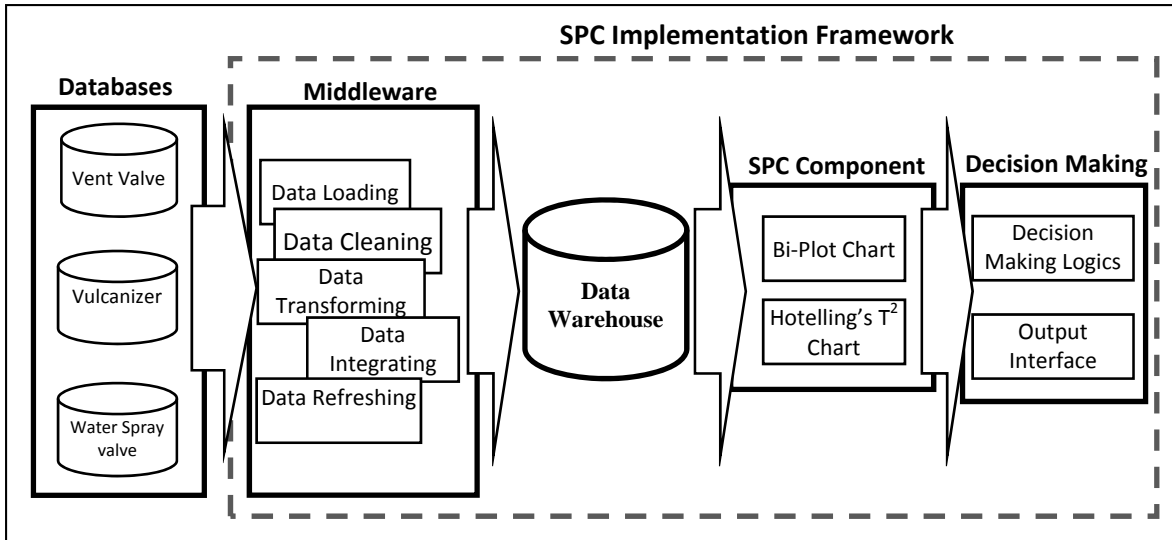 SPC Implementation Framework
Databases
Vent Valve
Vulcanizer
Water Spray
valve
Middleware
Data Loading
Data Cleaning
Data
Transforming
Data
Integrating
Data Refreshing
Data
Warehouse
SPC Component
Bi-Plot Chart
Hotelling's T²
Chart
Decision Making
Decision
Making Logics
Output
Interface